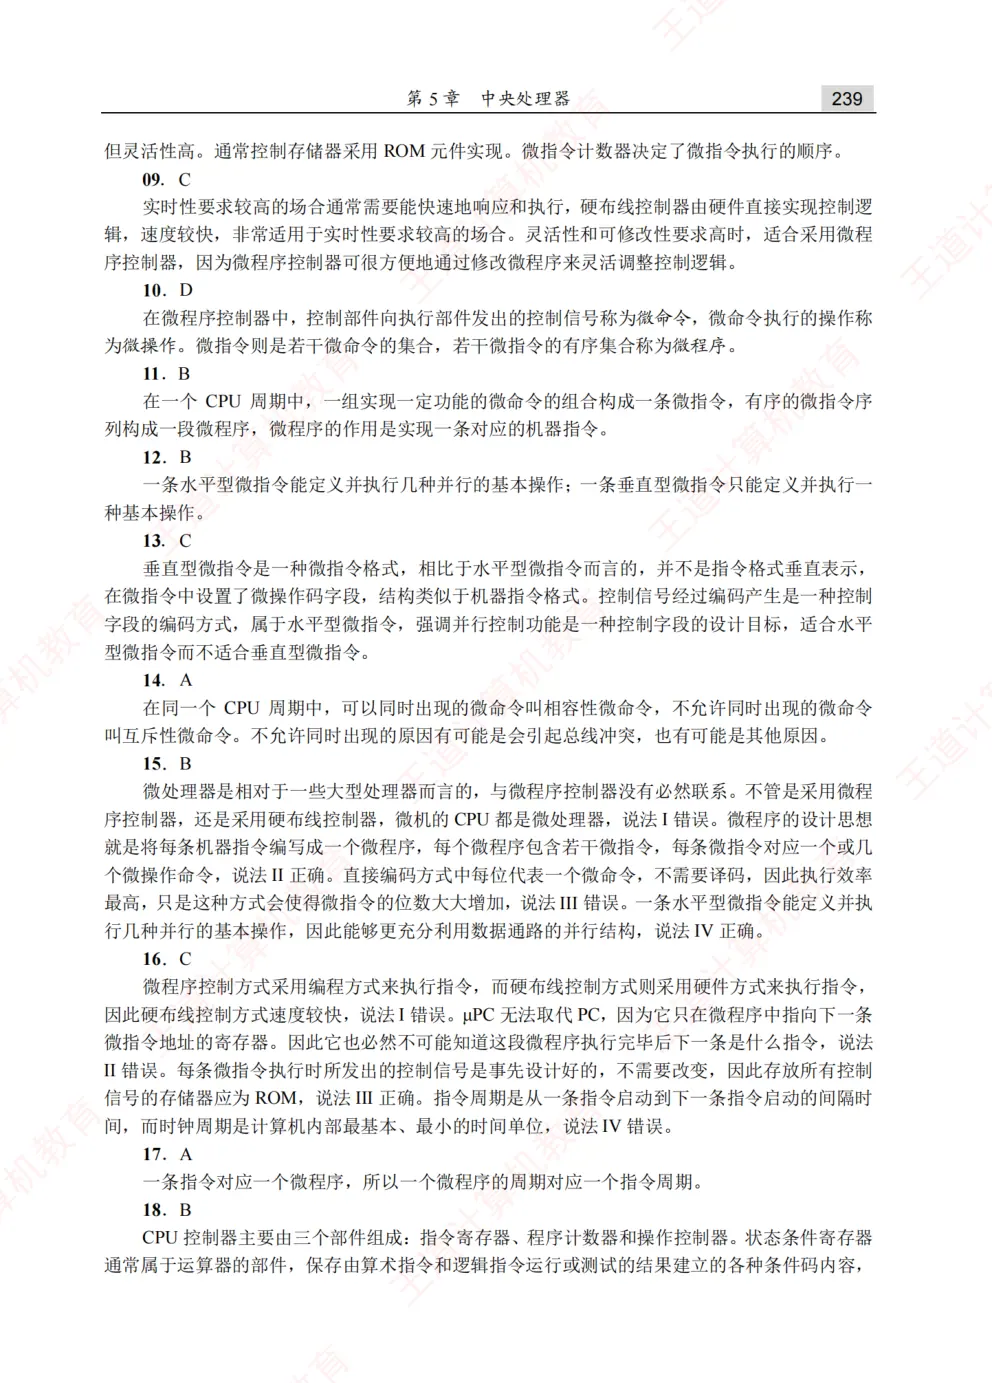 第 5 章　中央处理器　239
但灵活性高。通常控制存储器采用 ROM 元件实现。微指令计数器决定了微指令执行的顺序。
09. C
实时性要求较高的场合通常需要能快速地响应和执行，硬布线控制器由硬件直接实现控制逻
辑，速度较快，非常适用于实时性要求较高的场合。灵活性和可修改性要求高时，适合采用微程
序控制器，因为微程序控制器可很方便地通过修改微程序来灵活调整控制逻辑。
10. D
在微程序控制器中，控制部件向执行部件发出的控制信号称为微命令，微命令执行的操作称
为微操作。微指令则是若干微命令的集合，若干微指令的有序集合称为微程序。
11. B
在一个 CPU 周期中，一组实现一定功能的微命令的组合构成一条微指令，有序的微指令序
列构成一段微程序，微程序的作用是实现一条对应的机器指令。
12. B
一条水平型微指令能定义并执行几种并行的基本操作；一条垂直型微指令只能定义并执行一
种基本操作。
13. C
垂直型微指令是一种微指令格式，相比于水平型微指令而言的，并不是指令格式垂直表示，
在微指令中设置了微操作码字段，结构类似于机器指令格式。控制信号经过编码产生是一种控制
字段的编码方式，属于水平型微指令，强调并行控制功能是一种控制字段的设计目标，适合水平
型微指令而不适合垂直型微指令。
14. A
在同一个 CPU 周期中，可以同时出现的微命令叫相容性微命令，不允许同时出现的微命令
叫互斥性微命令。不允许同时出现的原因有可能是会引起总线冲突，也有可能是其他原因。
15. B
微处理器是相对于一些大型处理器而言的，与微程序控制器没有必然联系。不管是采用微程
序控制器，还是采用硬布线控制器，微机的 CPU 都是微处理器，说法 I 错误。微程序的设计思想
就是将每条机器指令编写成一个微程序，每个微程序包含若干微指令，每条微指令对应一个或几
个微操作命令，说法 II 正确。直接编码方式中每位代表一个微命令，不需要译码，因此执行效率
最高，只是这种方式会使得微指令的位数大大增加，说法 III 错误。一条水平型微指令能定义并执
行几种并行的基本操作，因此能够更充分利用数据通路的并行结构，说法 IV 正确。
16. C
微程序控制方式采用编程方式来执行指令，而硬布线控制方式则采用硬件方式来执行指令，
因此硬布线控制方式速度较快，说法 I 错误。μPC 无法取代 PC，因为它只在微程序中指向下一条
微指令地址的寄存器。因此它也必然不可能知道这段微程序执行完毕后下一条是什么指令，说法
II 错误。每条微指令执行时所发出的控制信号是事先设计好的，不需要改变，因此存放所有控制
信号的存储器应为 ROM，说法 III 正确。指令周期是从一条指令启动到下一条指令启动的间隔时
间，而时钟周期是计算机内部最基本、最小的时间单位，说法 IV 错误。
17. A
一条指令对应一个微程序，所以一个微程序的周期对应一个指令周期。
18. B
CPU 控制器主要由三个部件组成：指令寄存器、程序计数器和操作控制器。状态条件寄存器
通常属于运算器的部件，保存由算术指令和逻辑指令运行或测试的结果建立的各种条件码内容，
王道计算机教育